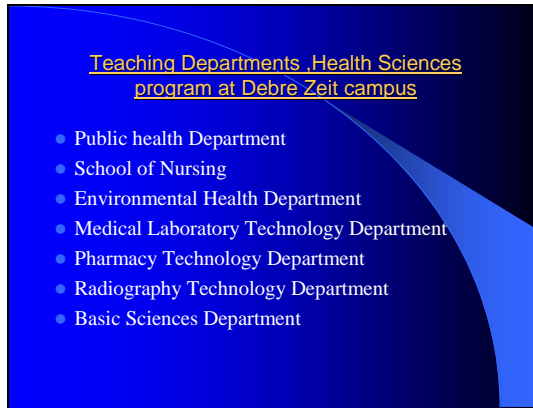 Teaching Departments ,Health Sciences
program at Debre Zeit campus
Public health Department
School of Nursing
Environmental Health Department
Medical Laboratory Technology Department
Pharmacy Technology Department
Radiography Technology Department
Basic Sciences Department